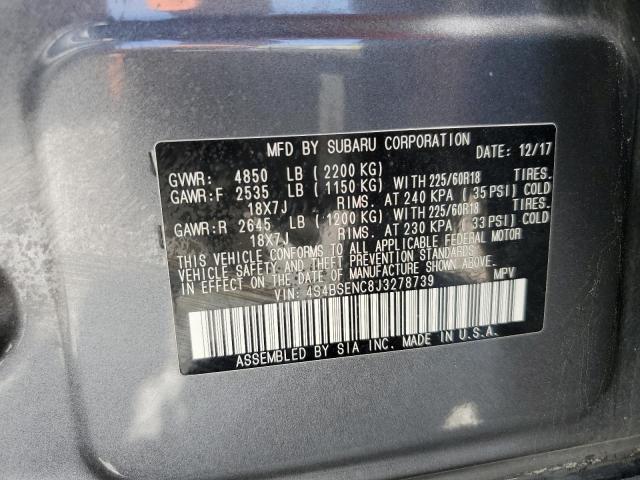 MFD BY SUBARU CORPORATION
DATE: 12/17
GVWR: 4850 LB (2200 KG)
GAWR:F 2535 LB (1150 KG) WITH 225/60R18 TIRES.
18X7J RIMS. AT 240 KPA (35 PSI) COLD
GAWR:R 2645 LB (1200 KG) WITH 225/60R18 TIRES.
18X7J RIMS. AT 230 KPA (33 PSI) COLD
THIS VEHICLE CONFORMS TO ALL APPLICABLE FEDERAL MOTOR
VEHICLE SAFETY AND THEFT PREVENTION STANDARDS
IN EFFECT ON THE DATE OF MANUFACTURE SHOWN ABOVE.
VIN: 4S4BSENC8J3278739 MPV
ASSEMBLED BY SIA INC. MADE IN U.S.A.